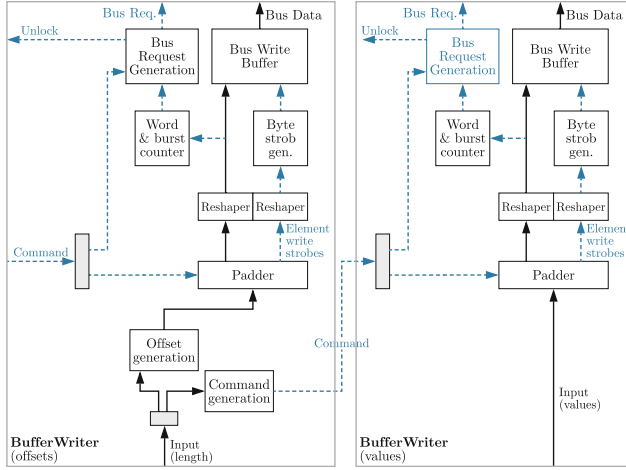 Bus Req.
Bus Data
Unlock
Bus
Request
Generation
Bus Write
Buffer
Word
& burst
counter
Byte
strob
gen.
Reshaper
Reshaper
Element
write
strobes
Command
Padder
Offset
generation
Command
generation
Input
(length)
BufferWriter
(offsets)
Command
Bus Req.
Bus Data
Unlock
Bus
Request
Generation
Bus Write
Buffer
Word
& burst
counter
Byte
strob
gen.
Reshaper
Reshaper
Element
write
strobes
Padder
Input
(values)
BufferWriter
(values)